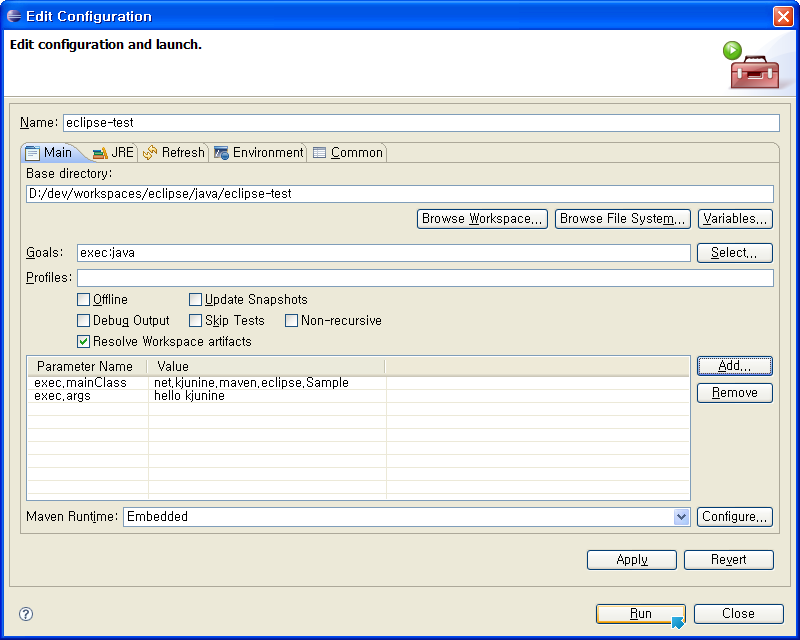 Edit Configuration
Edit configuration and launch.
Name: eclipse-test
Main JRE Refresh Environment Common
Base directory:
D:/dev/workspaces/eclipse/java/eclipse-test
Browse Workspace... Browse File System... Variables...
Goals: exec:java Select...
Profiles:
Offline Update Snapshots
Debug Output Skip Tests Non-recursive
Resolve Workspace artifacts
Parameter Name Value Add...
exec.mainClass net.kjunine.maven.eclipse.Sample
exec.args hello kjunine Remove
Maven Runtime: Embedded Configure...
Apply Revert
? Run Close